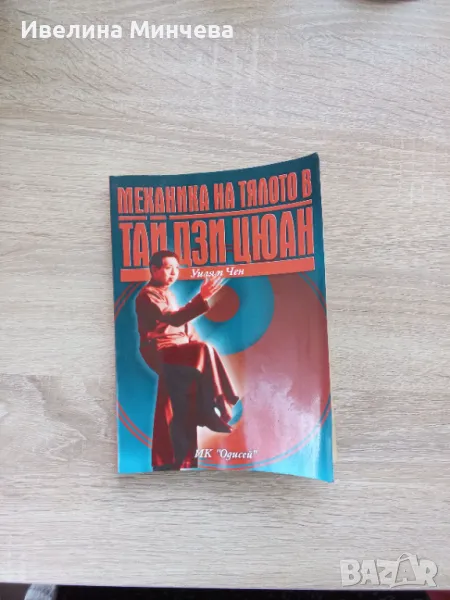 Ивелина Минчева
МЕХАНИКА НА ТЯЛОТО В
ТАЙ ДЗИ-ЦЮАН
Уилям Чен
ИК "Одисей"
BAZAR